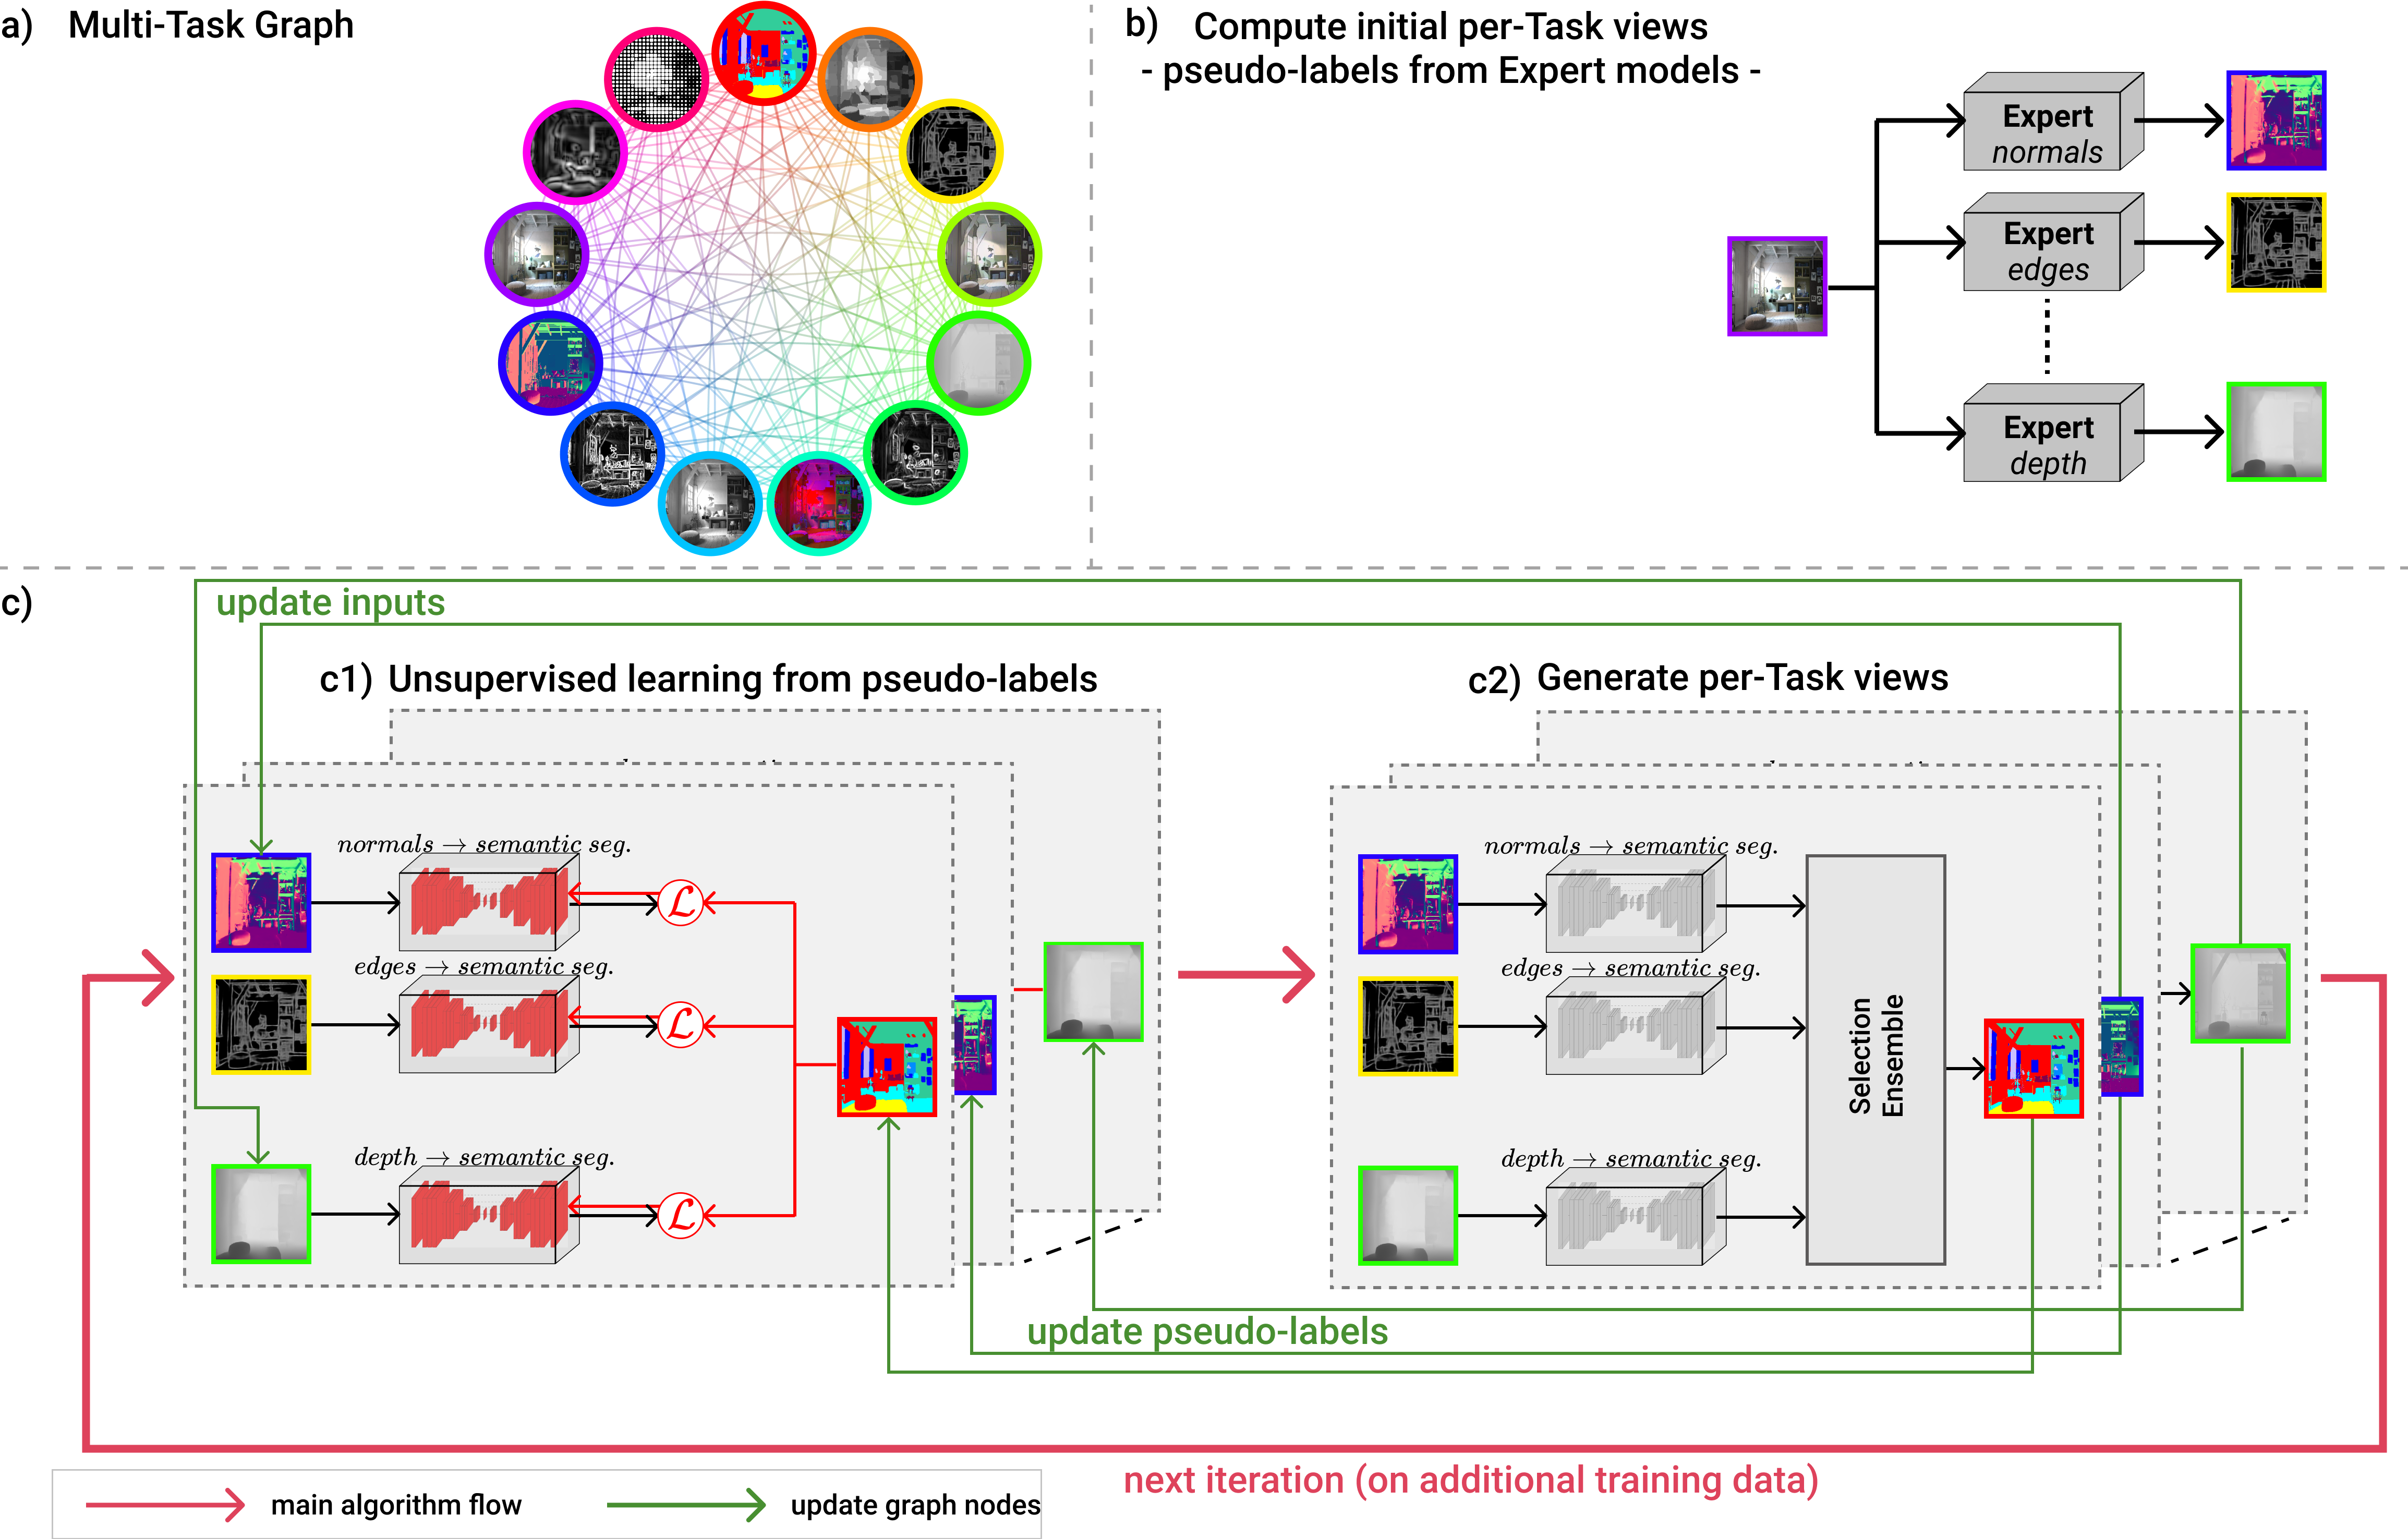 a) Multi-Task Graph
b) Compute initial per-Task views
- pseudo-labels from Expert models -
Expert
normals
Expert
edges
Expert
depth
c)
update inputs
c1) Unsupervised learning from pseudo-labels
c2) Generate per-Task views
normals → semantic seg.
ℒ
edges → semantic seg.
ℒ
depth → semantic seg.
ℒ
normals → semantic seg.
edges → semantic seg.
depth → semantic seg.
Selection
Ensemble
update pseudo-labels
next iteration (on additional training data)
main algorithm flow
update graph nodes